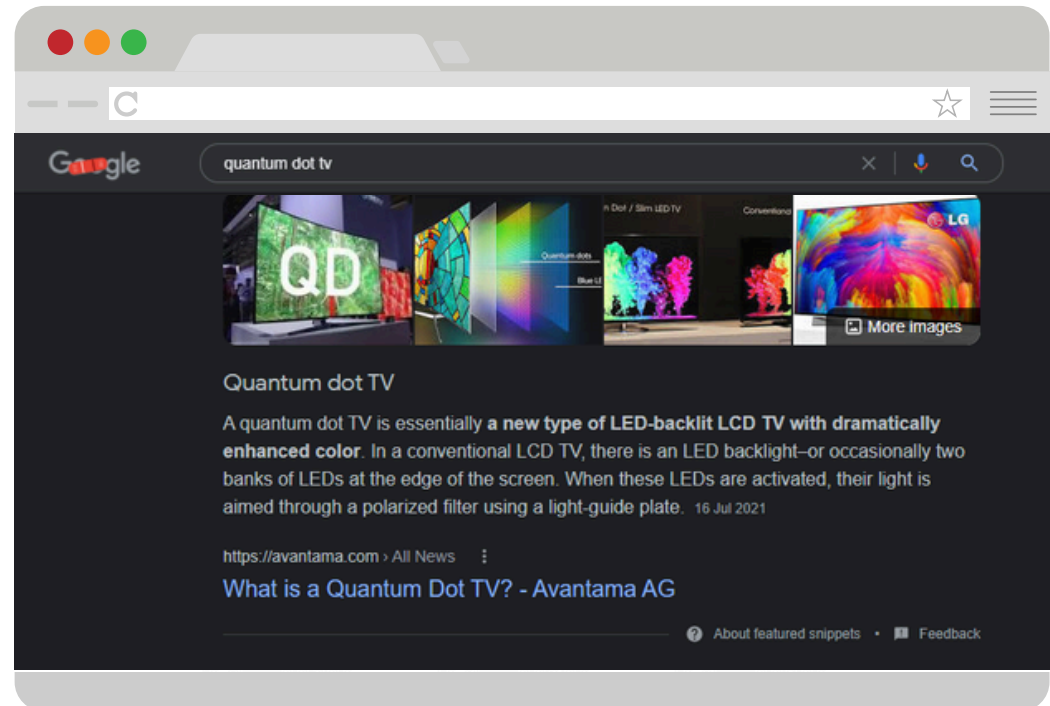 Google
quantum dot tv
QD
Quantum dots
n Dot / Slim LED TV
Conventiona
LG
Blue LE
More images
Quantum dot TV
A quantum dot TV is essentially a new type of LED-backlit LCD TV with dramatically
enhanced color. In a conventional LCD TV, there is an LED backlight–or occasionally two
banks of LEDs at the edge of the screen. When these LEDs are activated, their light is
aimed through a polarized filter using a light-guide plate. 16 Jul 2021
https://avantama.com › All News
What is a Quantum Dot TV? - Avantama AG
About featured snippets • Feedback